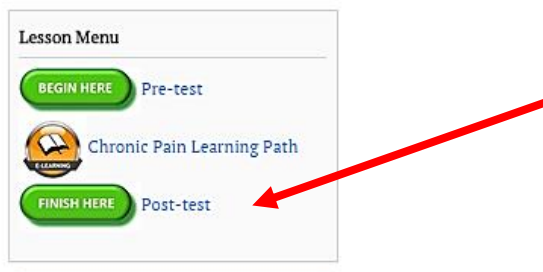 Lesson Menu
BEGIN HERE Pre-test
E-LEARNING
Chronic Pain Learning Path
FINISH HERE Post-test